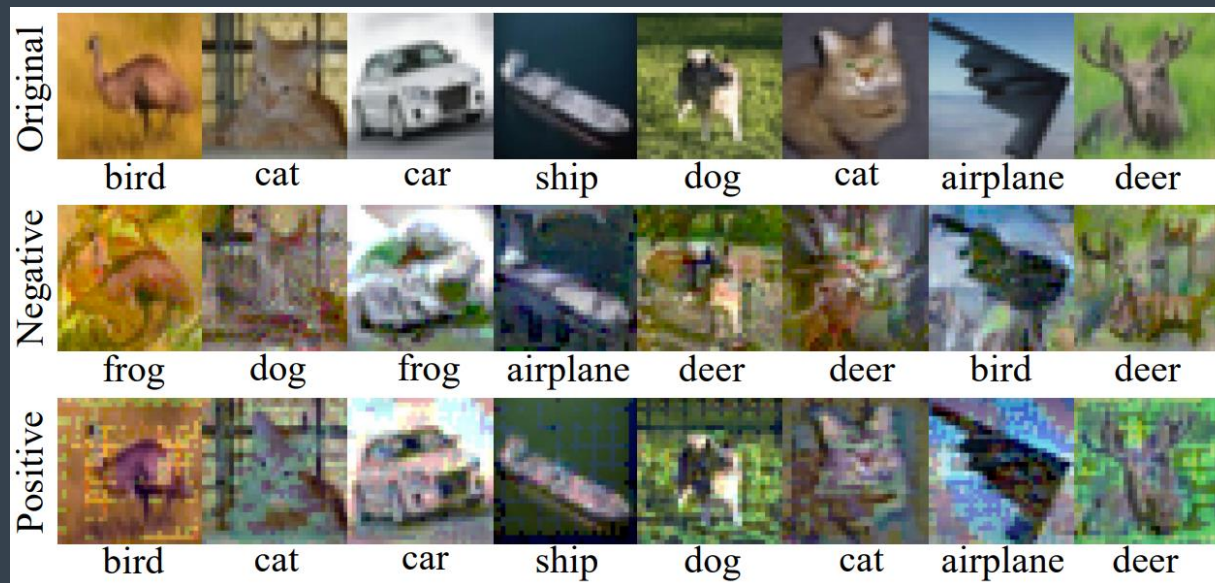 Original
bird cat car ship dog cat airplane deer
Negative
frog dog frog airplane deer deer bird deer
Positive
bird cat car ship dog cat airplane deer